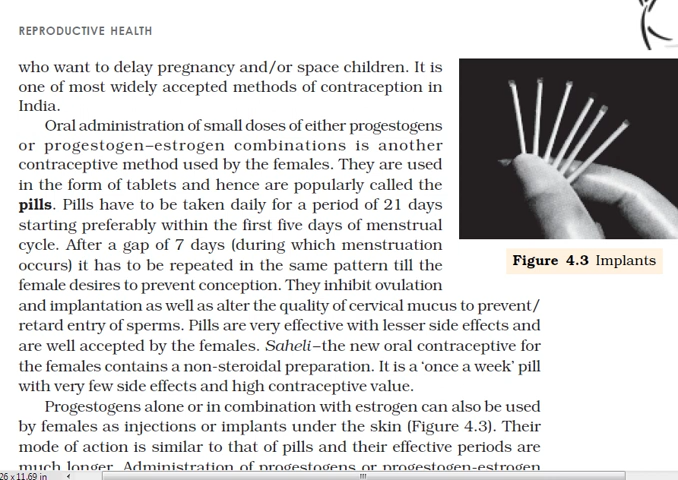 REPRODUCTIVE HEALTH
who want to delay pregnancy and/or space children. It is
one of most widely accepted methods of contraception in
India.
Oral administration of small doses of either progestogens
or progestogen–estrogen combinations is another
contraceptive method used by the females. They are used
in the form of tablets and hence are popularly called the
pills. Pills have to be taken daily for a period of 21 days
starting preferably within the first five days of menstrual
cycle. After a gap of 7 days (during which menstruation
occurs) it has to be repeated in the same pattern till the
female desires to prevent conception. They inhibit ovulation
and implantation as well as alter the quality of cervical mucus to prevent/
retard entry of sperms. Pills are very effective with lesser side effects and
are well accepted by the females. Saheli–the new oral contraceptive for
the females contains a non-steroidal preparation. It is a ‘once a week’ pill
with very few side effects and high contraceptive value.
Progestogens alone or in combination with estrogen can also be used
by females as injections or implants under the skin (Figure 4.3). Their
mode of action is similar to that of pills and their effective periods are
much longer. Administration of progestogens or progestogen-estrogen
Figure 4.3 Implants
26 x 11.69 in